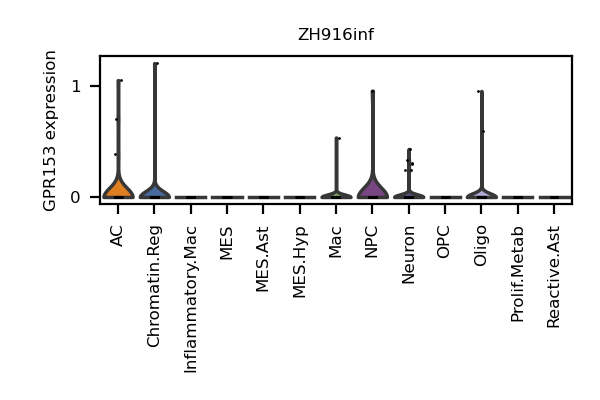 ZH916inf
GPR153 expression
1
0
AC
Chromatin.Reg
Inflammatory.Mac
MES
MES.Ast
MES.Hyp
Mac
NPC
Neuron
OPC
Oligo
Prolif.Metab
Reactive.Ast